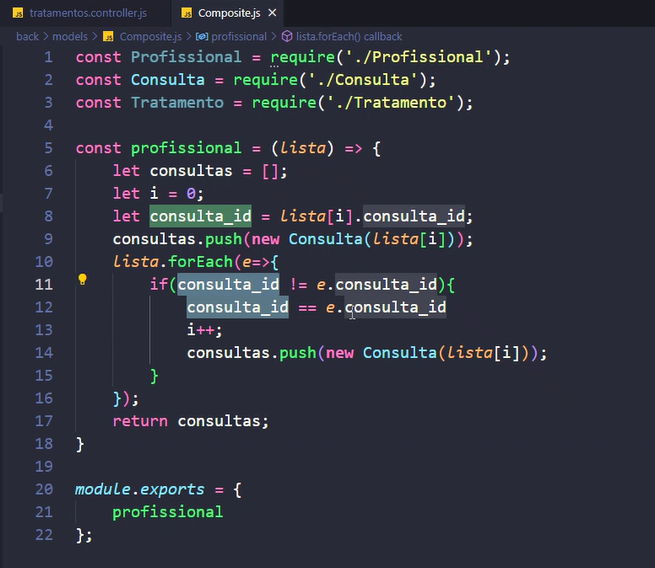 tratamentos.controller.js
Composite.js
back > models > Composite.js > profissional > lista.forEach() callback
1 const Profissional = require('./Profissional');
2 const Consulta = require('./Consulta');
3 const Tratamento = require('./Tratamento');
4
5 const profissional = (lista) => {
6 let consultas = [];
7 let i = 0;
8 let consulta_id = lista[i].consulta_id;
9 consultas.push(new Consulta(lista[i]));
10 lista.forEach(e=>{
11 if(consulta_id != e.consulta_id){
12 consulta_id == e.consulta_id
13 i++;
14 consultas.push(new Consulta(lista[i]));
15 }
16 });
17 return consultas;
18 }
19
20 module.exports = {
21 profissional
22 };